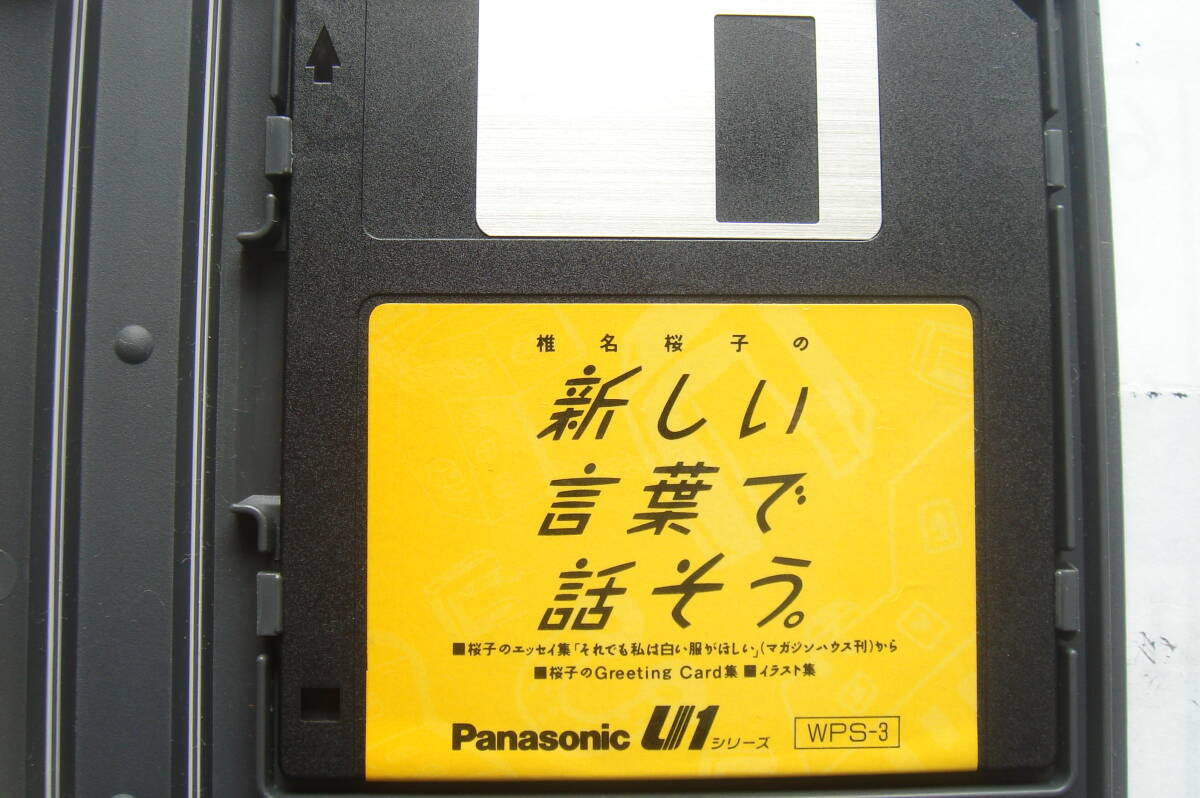 椎名桜子の
新しい
言葉で
話そう。
■桜子のエッセイ集「それでも私は白い服がほしい」(マガジンハウス刊)から
■桜子のGreeting Card集 ■イラスト集
Panasonic U1シリーズ WPS-3